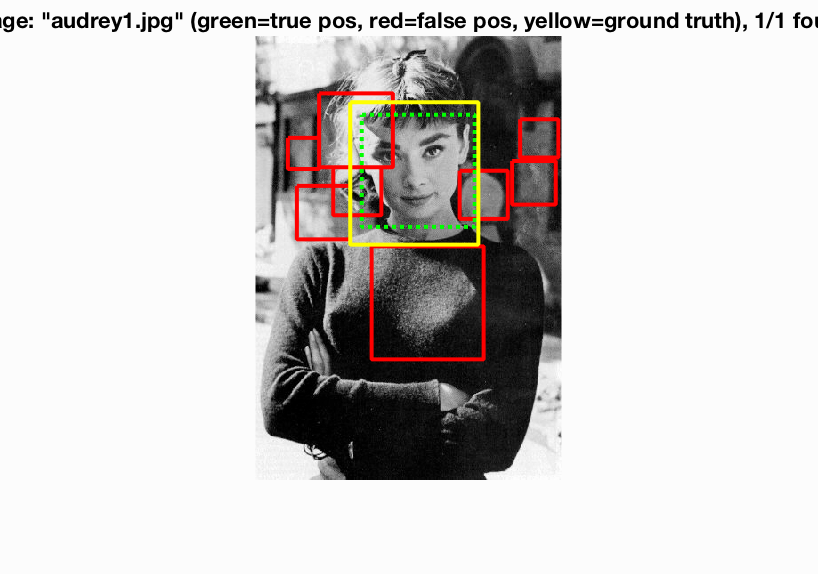 age: "audrey1.jpg" (green=true pos, red=false pos, yellow=ground truth), 1/1 fou